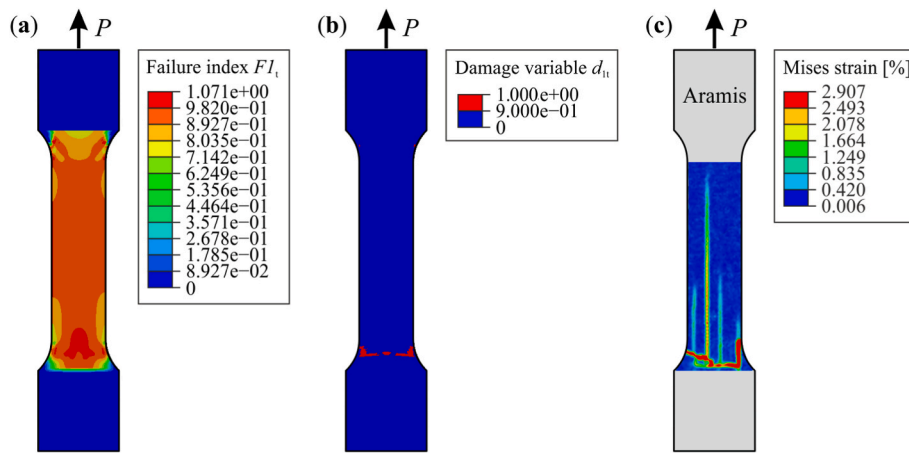 (a)
P
Failure index FI_t
1.071e+00
9.820e−01
8.927e−01
8.035e−01
7.142e−01
6.249e−01
5.356e−01
4.464e−01
3.571e−01
2.678e−01
1.785e−01
8.927e−02
0
(b)
P
Damage variable d_1t
1.000e+00
9.000e−01
0
(c)
P
Aramis
Mises strain [%]
2.907
2.493
2.078
1.664
1.249
0.835
0.420
0.006